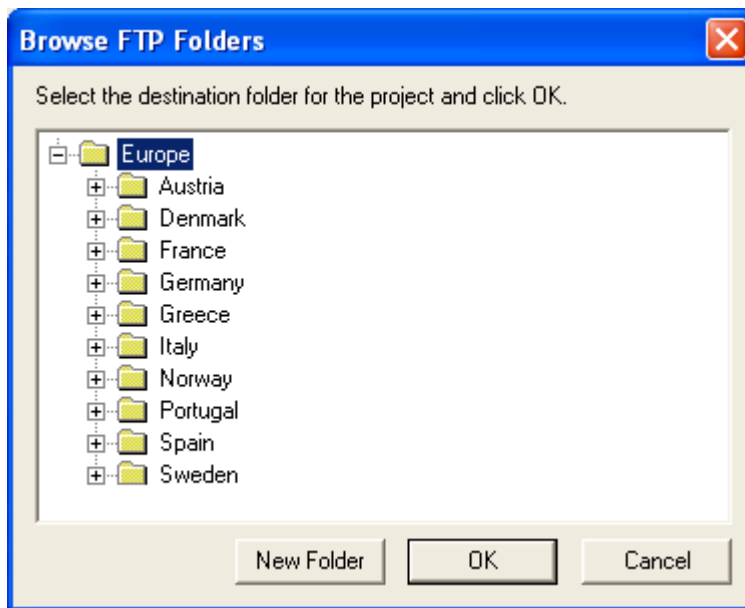 Browse FTP Folders
Select the destination folder for the project and click OK.
Europe
Austria
Denmark
France
Germany
Greece
Italy
Norway
Portugal
Spain
Sweden
New Folder OK Cancel